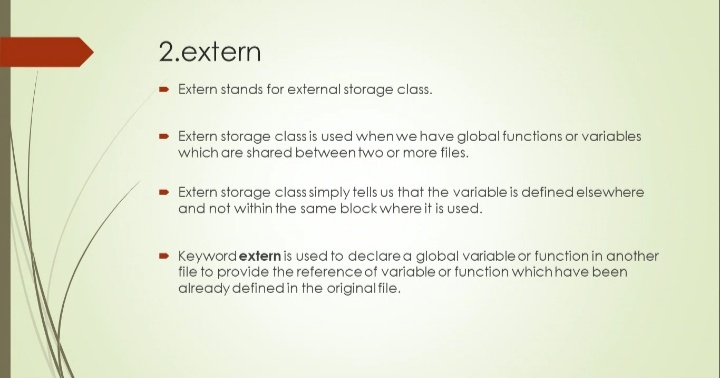 2.extern
Extern stands for external storage class.
Extern storage class is used when we have global functions or variables
which are shared between two or more files.
Extern storage class simply tells us that the variable is defined elsewhere
and not within the same block where it is used.
Keyword extern is used to declare a global variable or function in another
file to provide the reference of variable or function which have been
already defined in the original file.